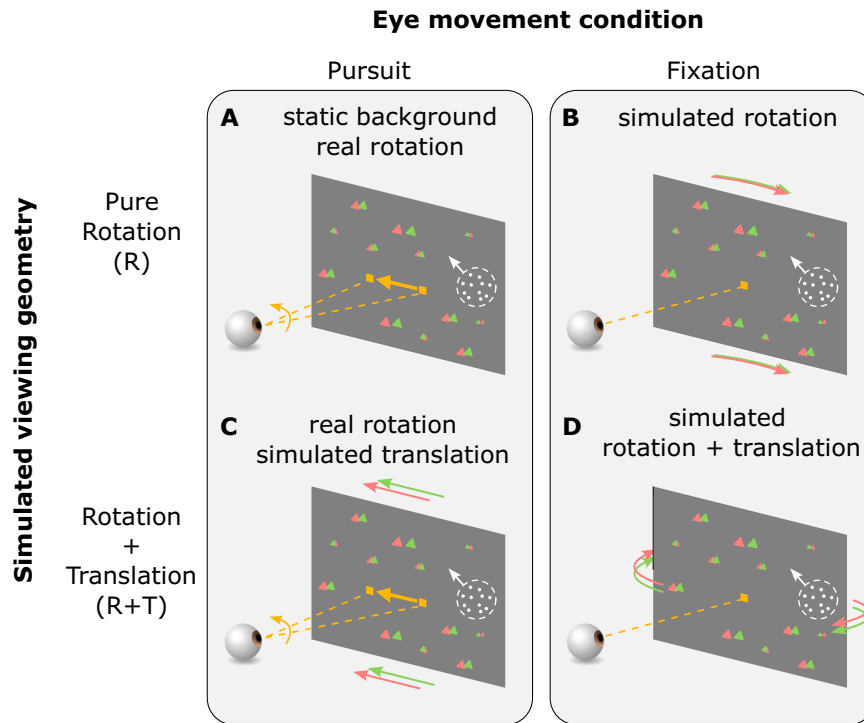 Eye movement condition
Pursuit
Fixation
Simulated viewing geometry
Pure
Rotation
(R)
A
static background
real rotation
B
simulated rotation
Rotation
+
Translation
(R+T)
C
real rotation
simulated translation
D
simulated
rotation + translation